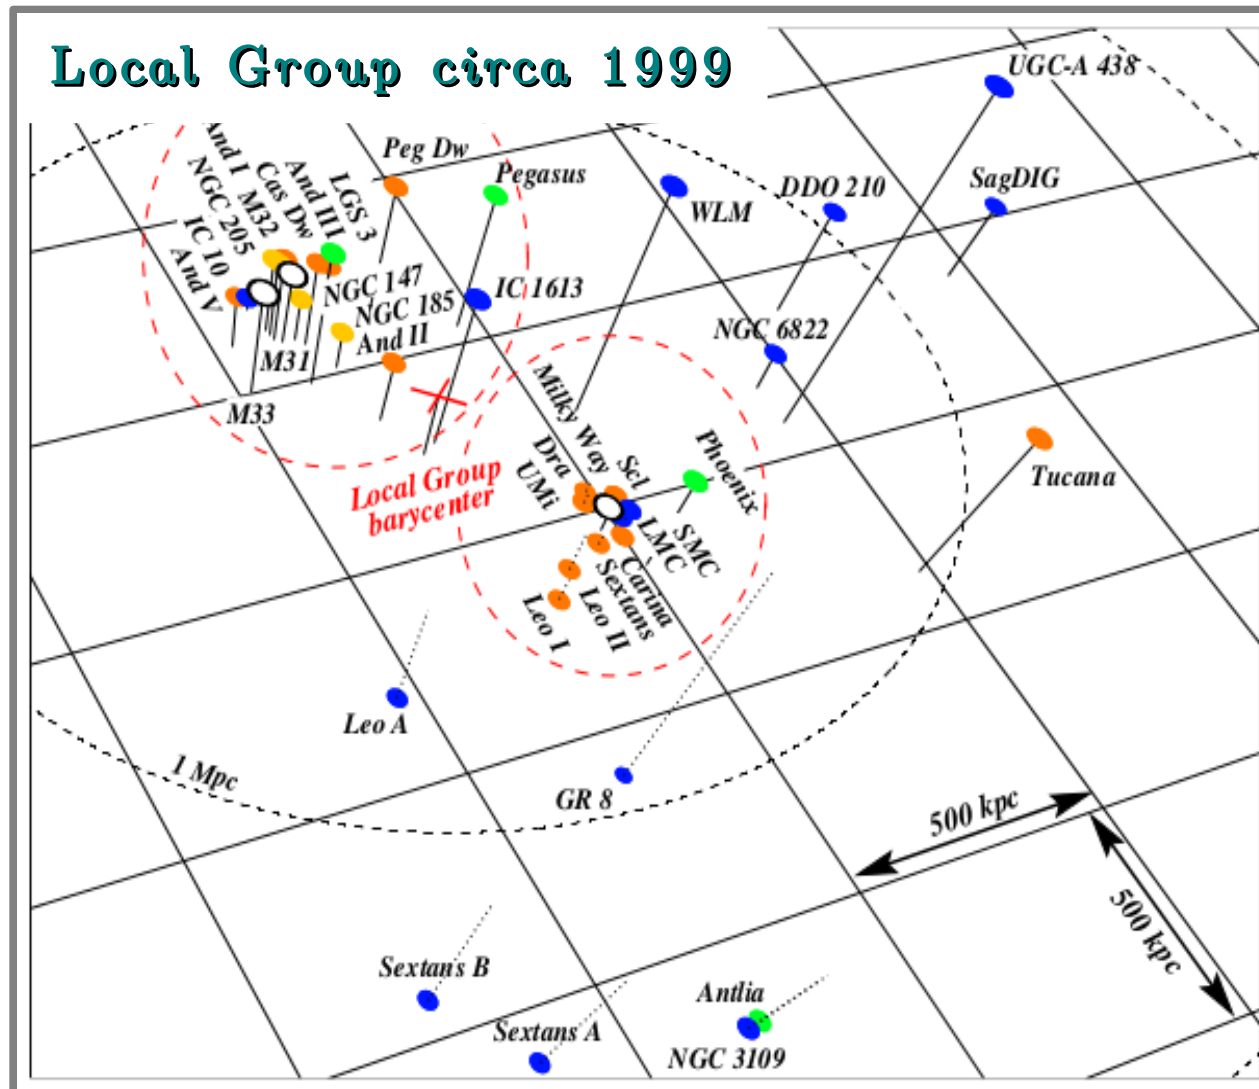 Local Group circa 1999
UGC-A 438
Peg Dw
Pegasus
SagDIG
DDO 210
WLM
And I
M32
Cas Dw
And III
LGS 3
NGC 205
IC 10
And V
NGC 147
NGC 185
And II
IC 1613
M31
M33
NGC 6822
Milky Way
Dra
UMi
Scl
Phoenix
Tucana
Local Group
barycenter
SMC
LMC
Carina
Sextans
Leo II
Leo I
Leo A
1 Mpc
GR 8
500 kpc
500 kpc
Sextans B
Antlia
Sextans A
NGC 3109